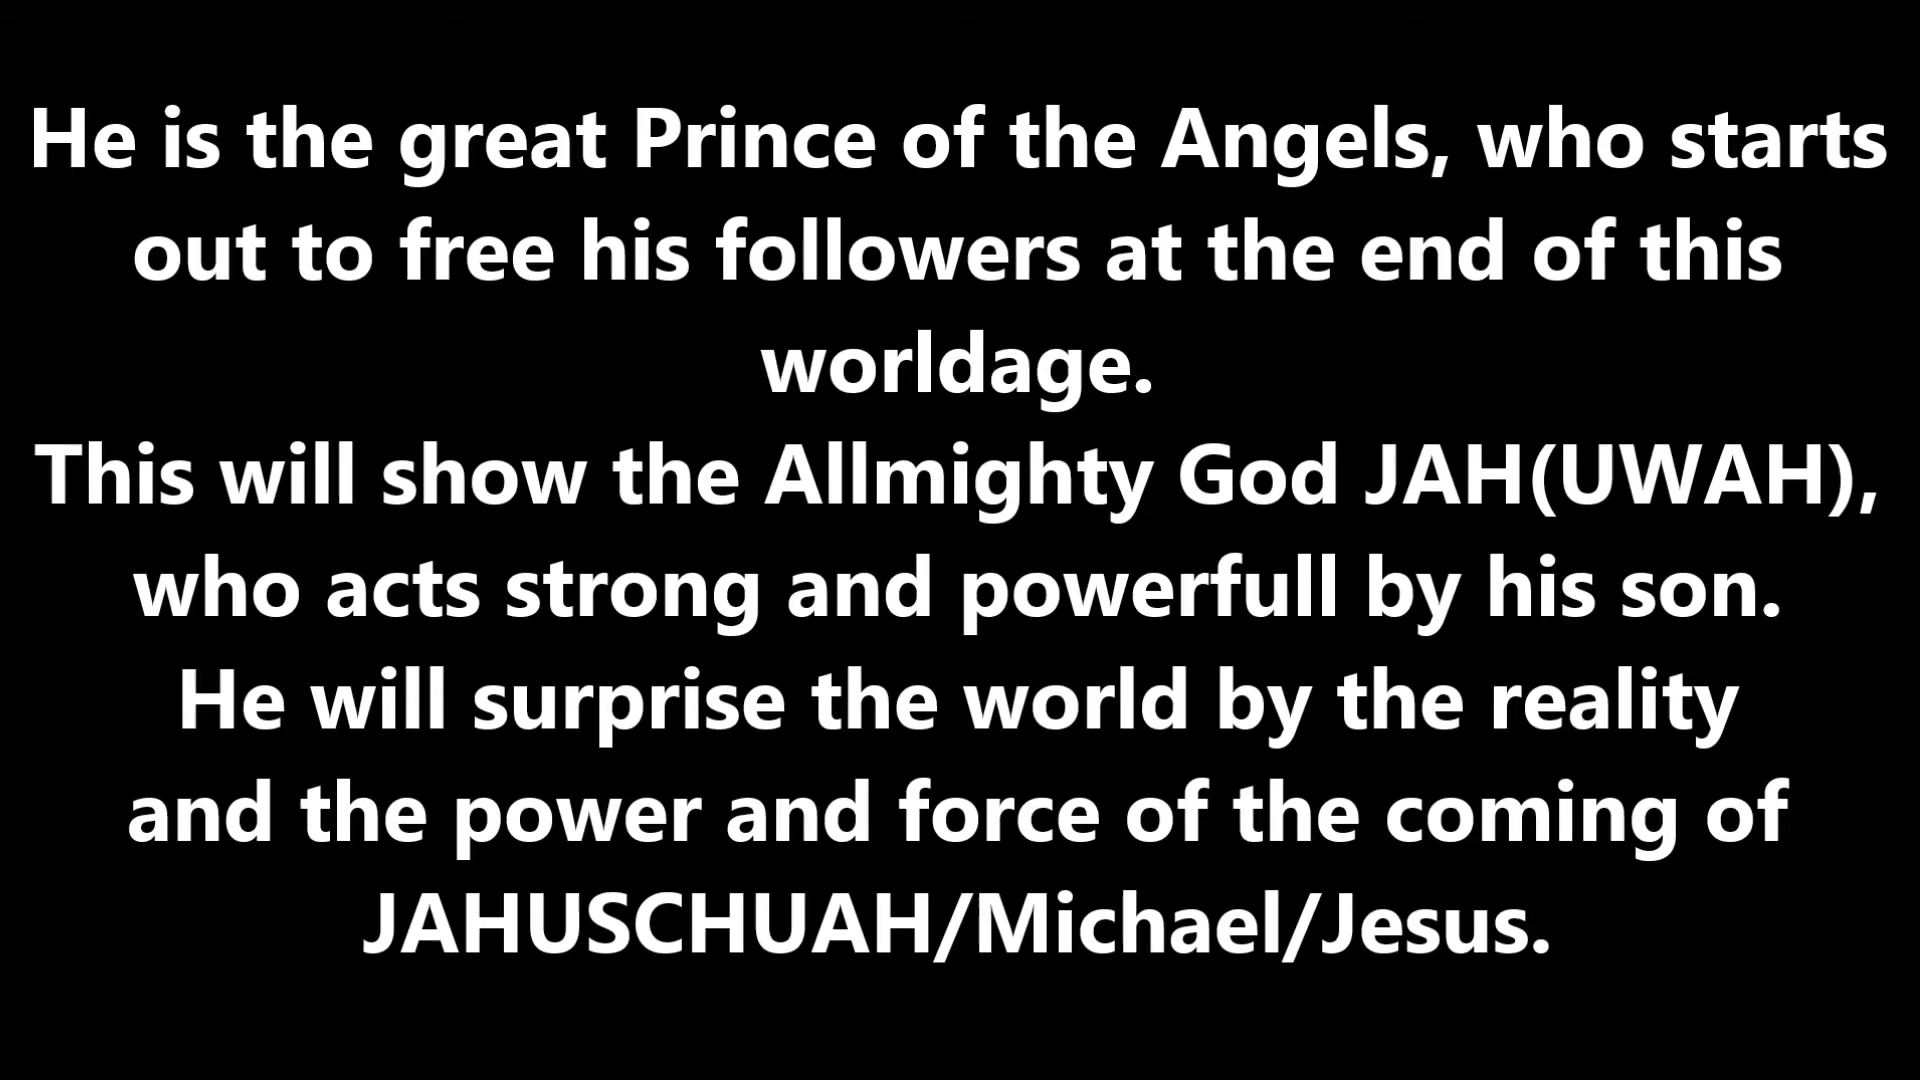 He is the great Prince of the Angels, who starts
out to free his followers at the end of this
worldage.
This will show the Allmighty God JAH(UWAH),
who acts strong and powerfull by his son.
He will surprise the world by the reality
and the power and force of the coming of
JAHUSCHUAH/Michael/Jesus.